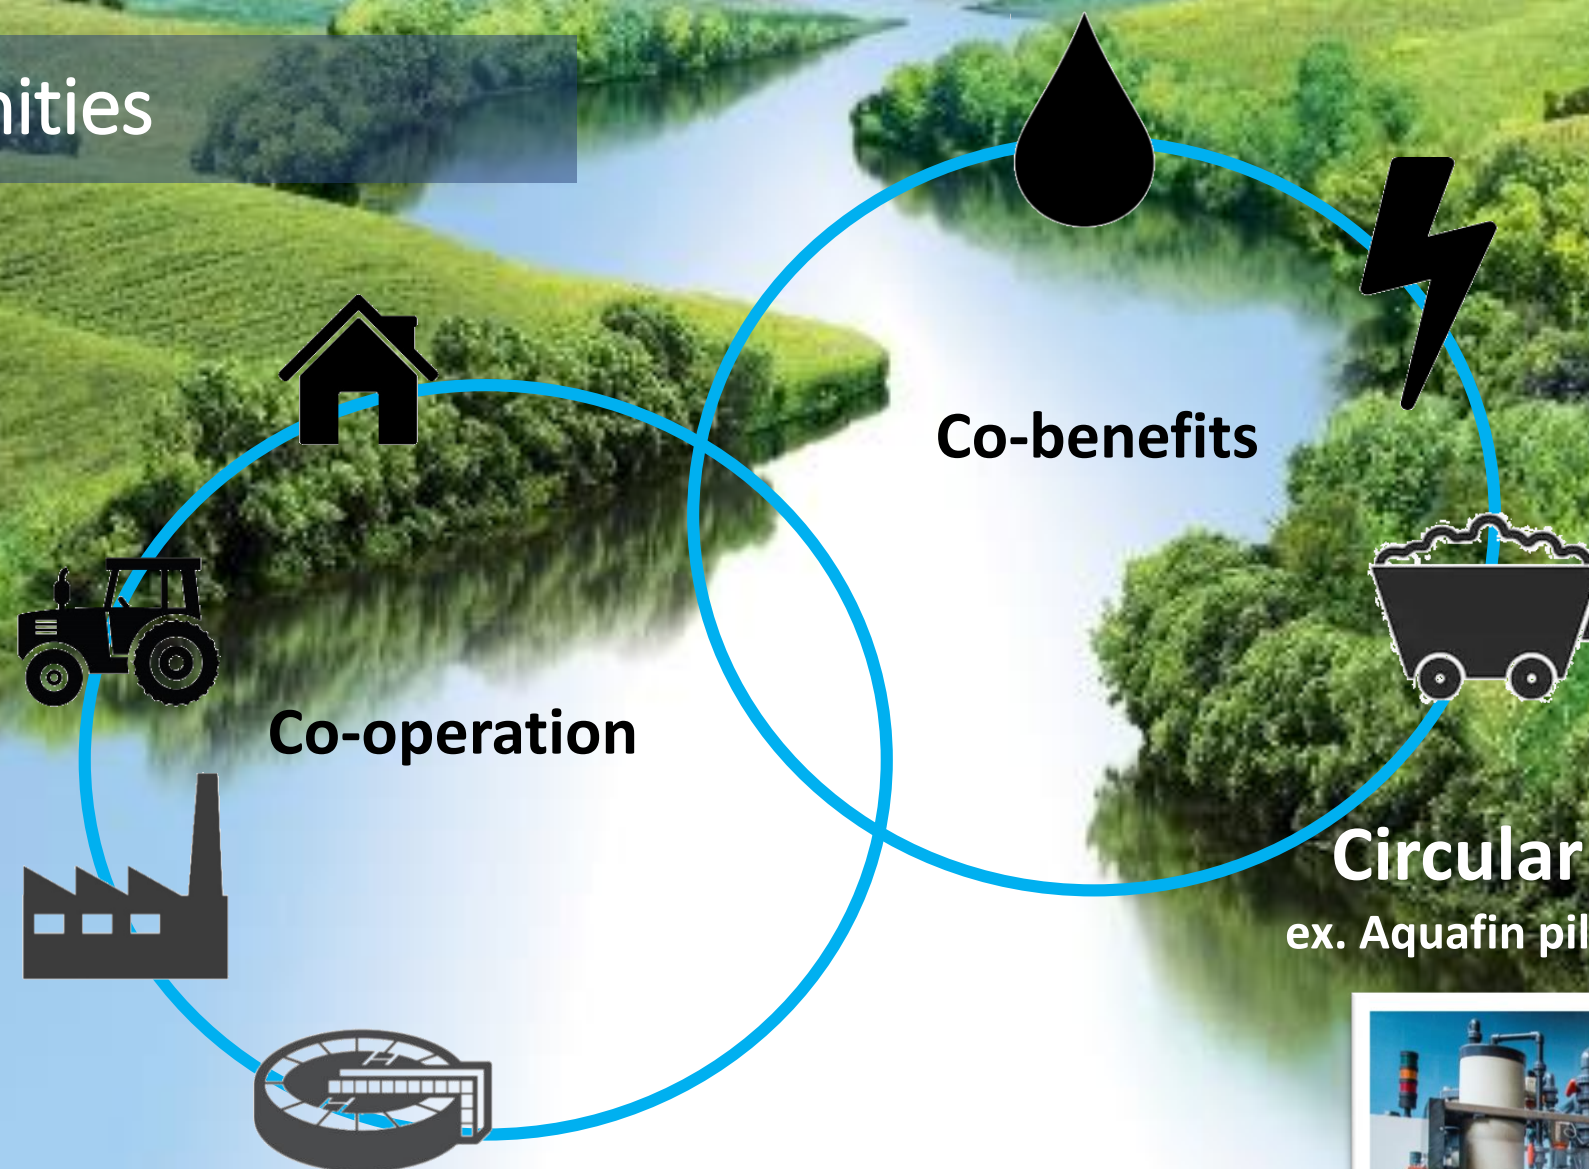 nities
Co-benefits
Co-operation
Circular
ex. Aquafin pil